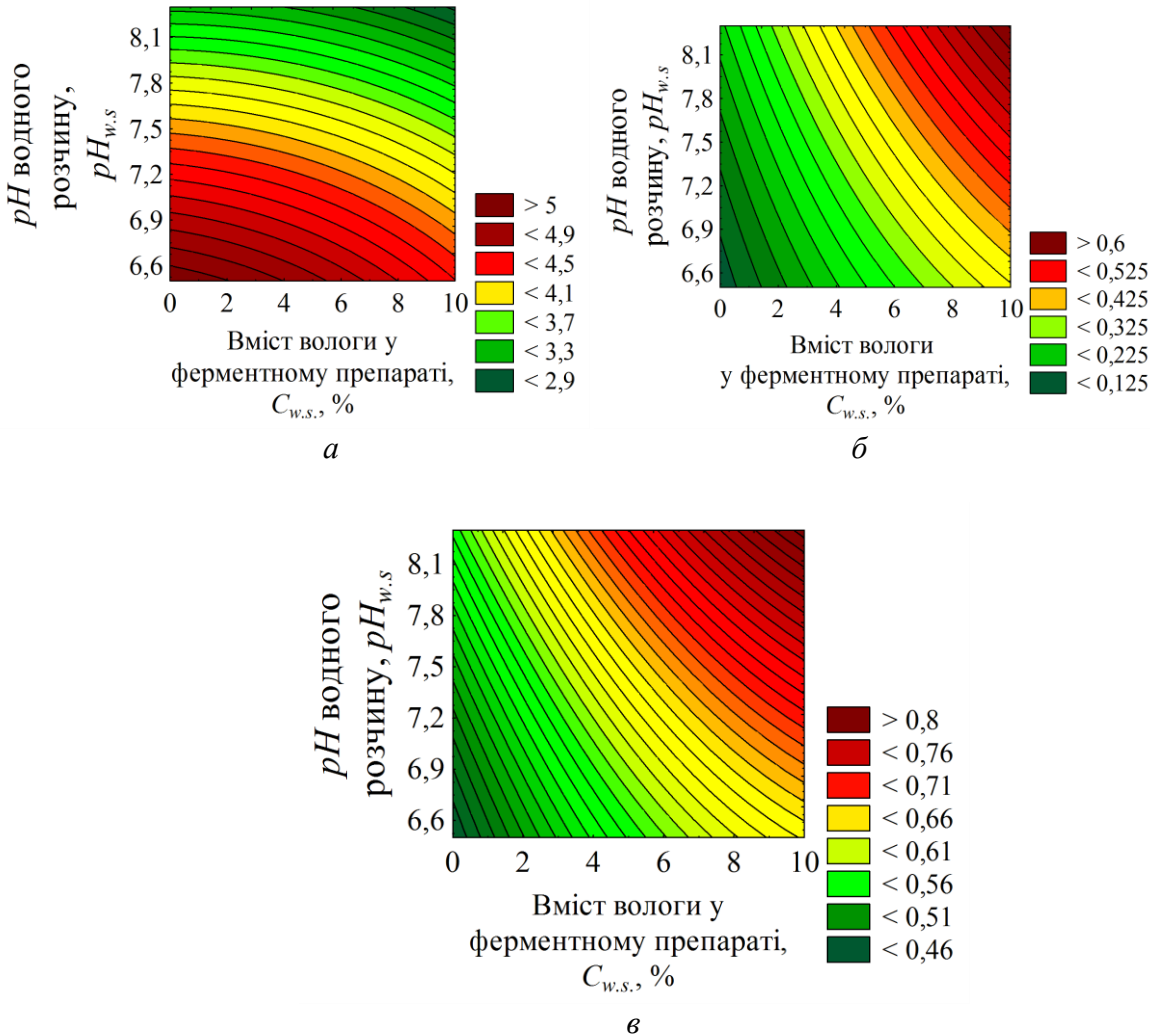 pH водного
розчину,
pHw.s
8,1
7,8
7,5
7,2
6,9
6,6
0 2 4 6 8 10
Вміст вологи у
ферментному препараті,
Cw.s., %
> 5
< 4,9
< 4,5
< 4,1
< 3,7
< 3,3
< 2,9
а
pH водного
розчину, pHw.s
8,1
7,8
7,5
7,2
6,9
6,6
0 2 4 6 8 10
Вміст вологи
у ферментному препараті,
Cw.s., %
> 0,6
< 0,525
< 0,425
< 0,325
< 0,225
< 0,125
б
pH водного
розчину, pHw.s
8,1
7,8
7,5
7,2
6,9
6,6
0 2 4 6 8 10
Вміст вологи у
ферментному препараті,
Cw.s., %
> 0,8
< 0,76
< 0,71
< 0,66
< 0,61
< 0,56
< 0,51
< 0,46
в